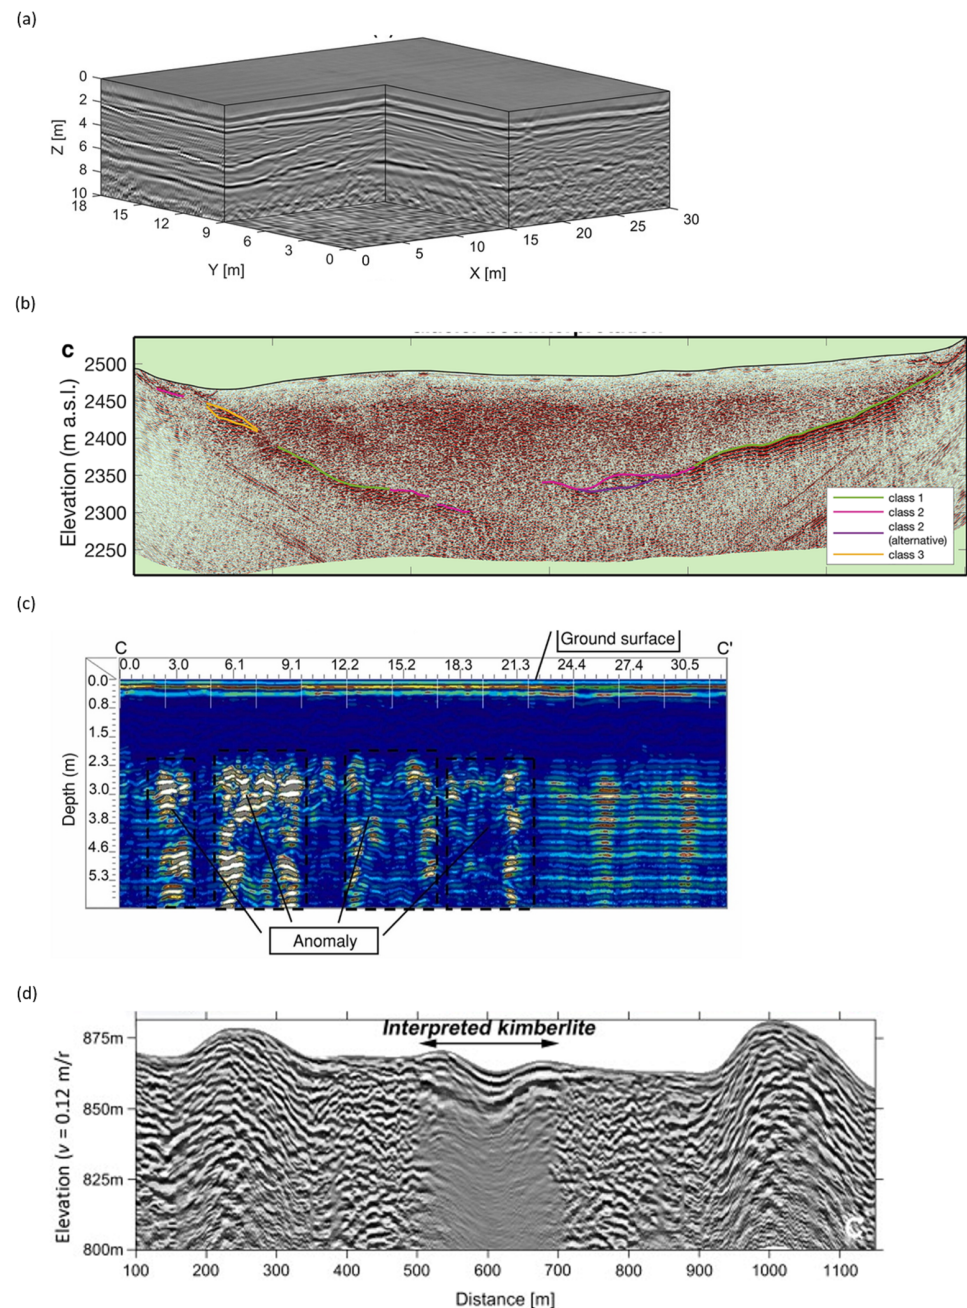 (a)
0
2
4
6
8
10
Z [m]
18
15
12
9
6
3
0
Y [m]
0
5
10
15
20
25
30
X [m]
(b)
c
2500
2450
2400
2350
2300
2250
Elevation (m a.s.l.)
class 1
class 2
class 2
(alternative)
class 3
(c)
Ground surface
C
C'
0.0 3.0 6.1 9.1 12.2 15.2 18.3 21.3 24.4 27.4 30.5
0.0
0.8
1.5
2.3
3.0
3.8
4.6
5.3
Depth (m)
Anomaly
(d)
Interpreted kimberlite
875m
850m
825m
800m
Elevation (v = 0.12 m/r
C
100 200 300 400 500 600 700 800 900 1000 1100
Distance [m]